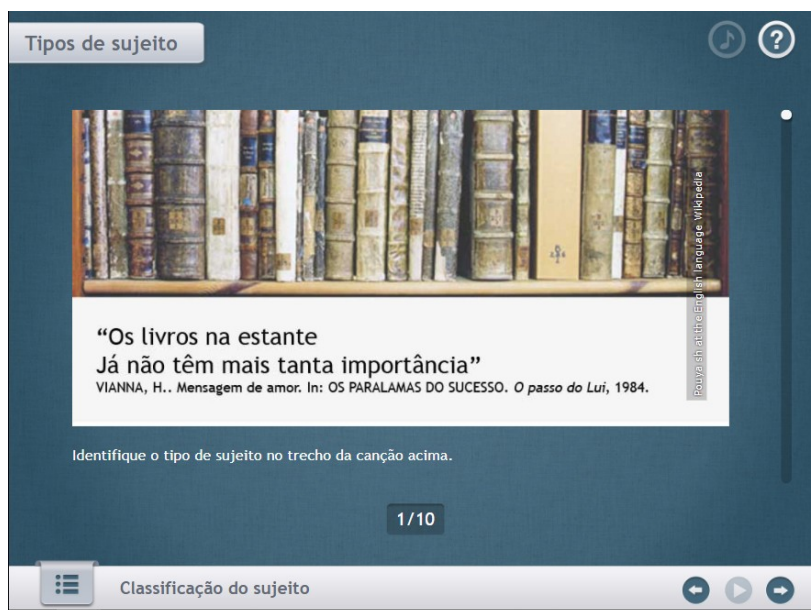 Tipos de sujeito
?
Pouya sh at the English language Wikipedia
“Os livros na estante
Já não têm mais tanta importância”
VIANNA, H.. Mensagem de amor. In: OS PARALAMAS DO SUCESSO. O passo do Lui, 1984.
Identifique o tipo de sujeito no trecho da canção acima.
1/10
Classificação do sujeito